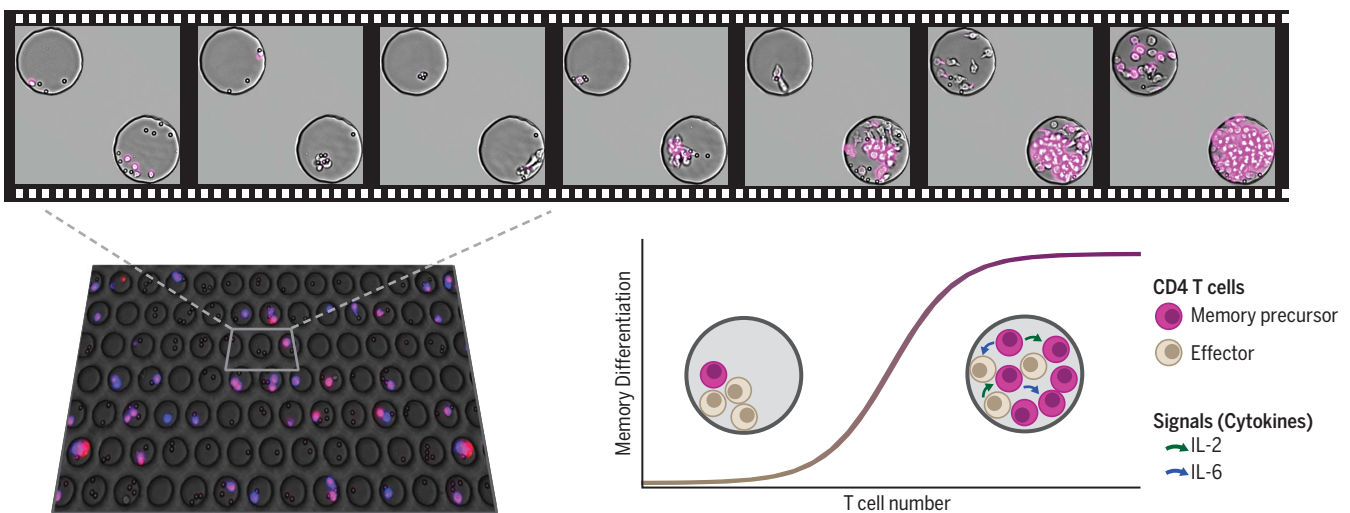 Memory Differentiation
T cell number
CD4 T cells
Memory precursor
Effector
Signals (Cytokines)
IL-2
IL-6